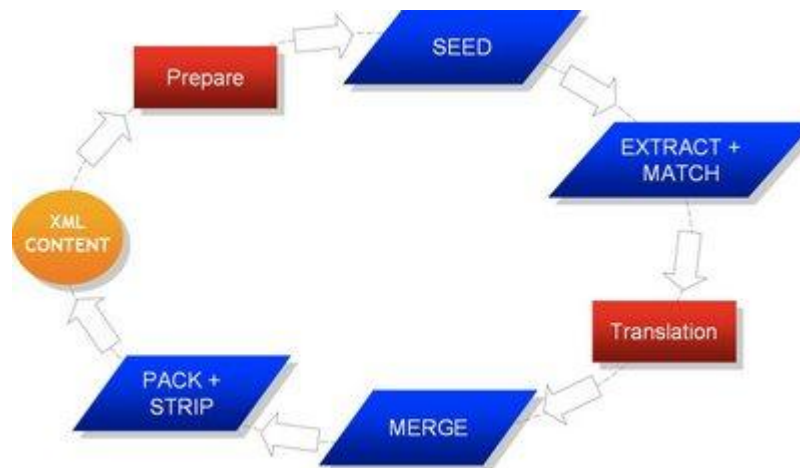 SEED
Prepare
EXTRACT +
MATCH
XML
CONTENT
Translation
PACK +
STRIP
MERGE